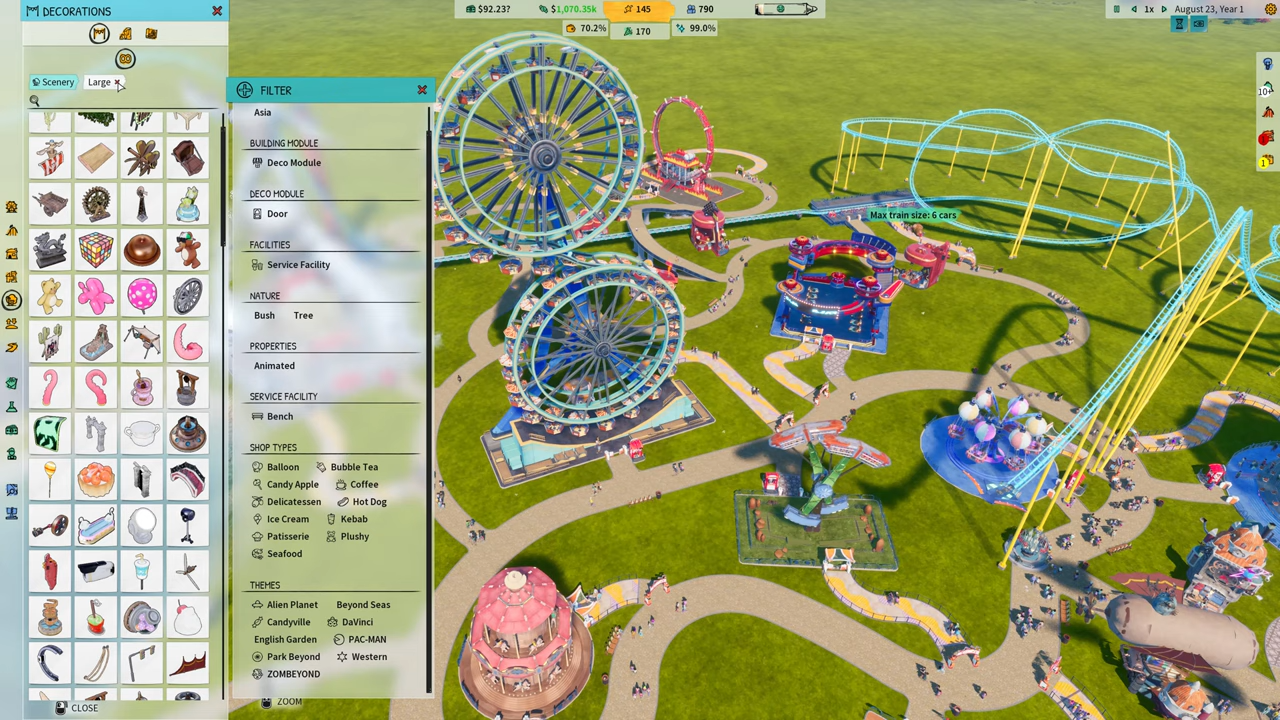 DECORATIONS
$92.23?
$1,070.35k
145
790
1x
August 23, Year 1
70.2%
170
99.0%
Scenery
Large
FILTER
Asia
BUILDING MODULE
Deco Module
DECO MODULE
Door
FACILITIES
Service Facility
NATURE
Bush Tree
PROPERTIES
Animated
SERVICE FACILITY
Bench
SHOP TYPES
Balloon Bubble Tea
Candy Apple Coffee
Delicatessen Hot Dog
Ice Cream Kebab
Patisserie Plushy
Seafood
THEMES
Alien Planet Beyond Seas
Candyville DaVinci
English Garden PAC-MAN
Park Beyond Western
ZOMBEYOND
Max train size: 6 cars
10+
1
CLOSE
ZOOM